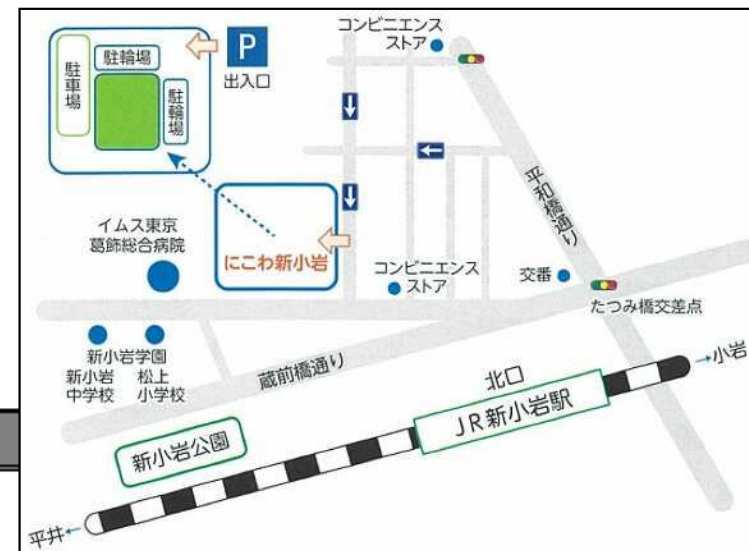 コンビニエンス
ストア
P
出入口
駐輪場
駐車場
駐輪場
平和橋通り
イムス東京
葛飾総合病院
にこわ新小岩
コンビニエンス
ストア
交番
たつみ橋交差点
新小岩学園
新小岩
中学校
松上
小学校
蔵前橋通り
北口
→小岩
JR新小岩駅
新小岩公園
平井←